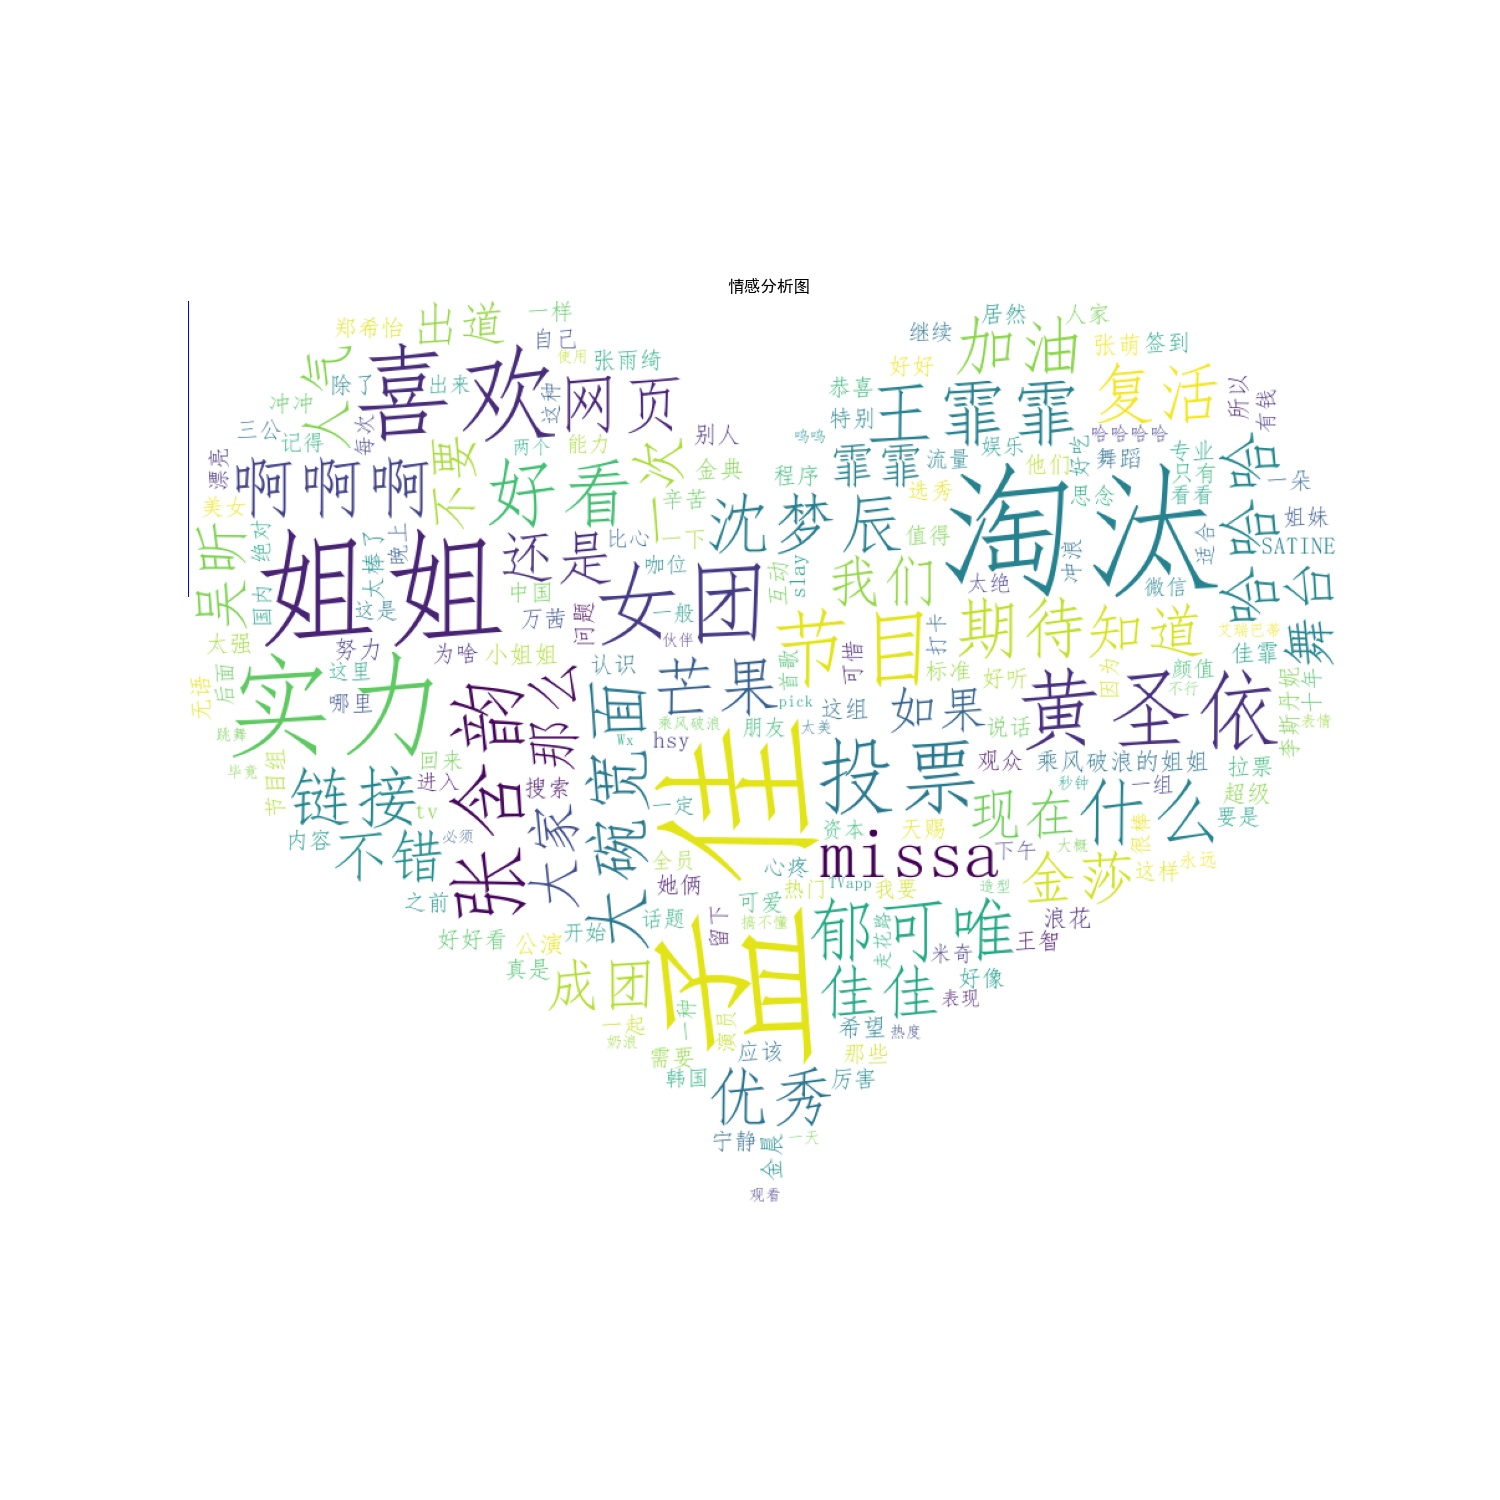 情感分析图
郑希怡
出道
一样
自己
使用
张雨绮
人气
除了
出来
喜欢
这种
网页
冲冲
每次
三公
记得
漂亮
啊啊啊
不要
两个
能力
好看
一次
别人
金典
辛苦
美女
绝对
吴昕
国内
太棒了
晚上
这是
姐姐
还是
比心
一下
中国
万茜
问题
女团
咖位
一般
伙伴
沈梦辰
居然
人家
继续
加油
张萌
签到
好好
复活
恭喜
特别
王霏霏
所以
有钱
呜呜
霏霏
流量
娱乐
哈哈哈哈
好吃
他们
舞蹈
专业
只有
看看
哈哈哈
一朵
程序
选秀
思念
淘汰
姐妹
值得
冲浪
适合
SATINE
slay
互动
我们
太绝
微信
舞台
节目
打卡
期待
知道
艾瑞巴蒂
佳霏
太强
努力
为啥
小姐姐
认识
芒果
首歌
可惜
标准
好听
因为
颜值
不行
十年
李斯丹妮
表情
无语
后面
这里
哪里
实力
张含韵
那么
大碗宽面
pick
这组
如果
说话
黄圣依
跳舞
毕竟
节目组
回来
进入
搜索
乘风破浪
Wx
hsy
朋友
太美
孟佳
投票
观众
乘风破浪的姐姐
拉票
链接
tv
大家
一定
秒钟
一组
超级
内容
不错
必须
资本
天赐
现在
什么
要是
全员
心疼
missa
下午
大概
很棒
她俩
热门
TVapp
我要
造型
金莎
这样
永远
之前
话题
留下
可爱
搞不懂
郁可唯
走花路
浪花
好好看
公演
开始
米奇
王智
真是
成团
佳佳
好像
表现
一种
演员
一起
奶浪
需要
希望
热度
应该
那些
韩国
优秀
厉害
宁静
金晨
一天
观看